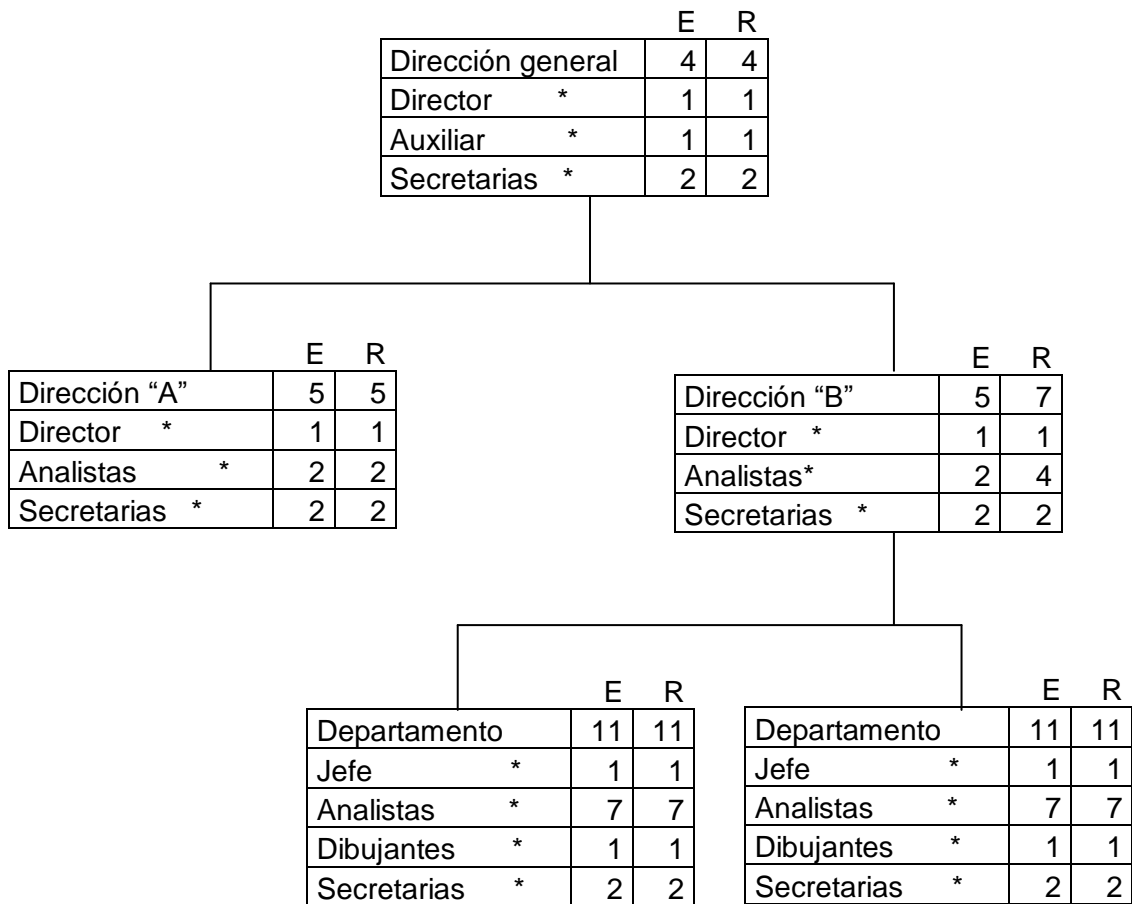 E R
Dirección general 4 4
Director * 1 1
Auxiliar * 1 1
Secretarias * 2 2
E R
Dirección “A” 5 5
Director * 1 1
Analistas * 2 2
Secretarias * 2 2
E R
Dirección “B” 5 7
Director * 1 1
Analistas* 2 4
Secretarias * 2 2
E R
Departamento 11 11
Jefe * 1 1
Analistas * 7 7
Dibujantes * 1 1
Secretarias * 2 2
E R
Departamento 11 11
Jefe * 1 1
Analistas * 7 7
Dibujantes * 1 1
Secretarias * 2 2